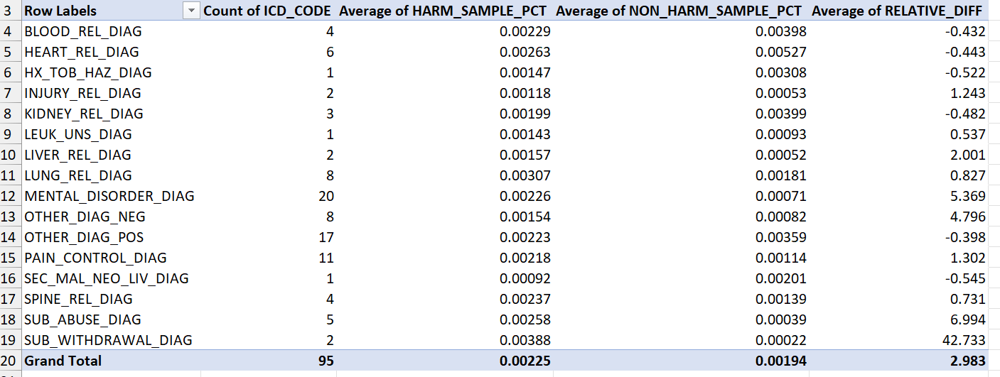 3 Row Labels Count of ICD_CODE Average of HARM_SAMPLE_PCT Average of NON_HARM_SAMPLE_PCT Average of RELATIVE_DIFF
4 BLOOD_REL_DIAG 4 0.00229 0.00398 -0.432
5 HEART_REL_DIAG 6 0.00263 0.00527 -0.443
6 HX_TOB_HAZ_DIAG 1 0.00147 0.00308 -0.522
7 INJURY_REL_DIAG 2 0.00118 0.00053 1.243
8 KIDNEY_REL_DIAG 3 0.00199 0.00399 -0.482
9 LEUK_UNS_DIAG 1 0.00143 0.00093 0.537
10 LIVER_REL_DIAG 2 0.00157 0.00052 2.001
11 LUNG_REL_DIAG 8 0.00307 0.00181 0.827
12 MENTAL_DISORDER_DIAG 20 0.00226 0.00071 5.369
13 OTHER_DIAG_NEG 8 0.00154 0.00082 4.796
14 OTHER_DIAG_POS 17 0.00223 0.00359 -0.398
15 PAIN_CONTROL_DIAG 11 0.00218 0.00114 1.302
16 SEC_MAL_NEO_LIV_DIAG 1 0.00092 0.00201 -0.545
17 SPINE_REL_DIAG 4 0.00237 0.00139 0.731
18 SUB_ABUSE_DIAG 5 0.00258 0.00039 6.994
19 SUB_WITHDRAWAL_DIAG 2 0.00388 0.00022 42.733
20 Grand Total 95 0.00225 0.00194 2.983